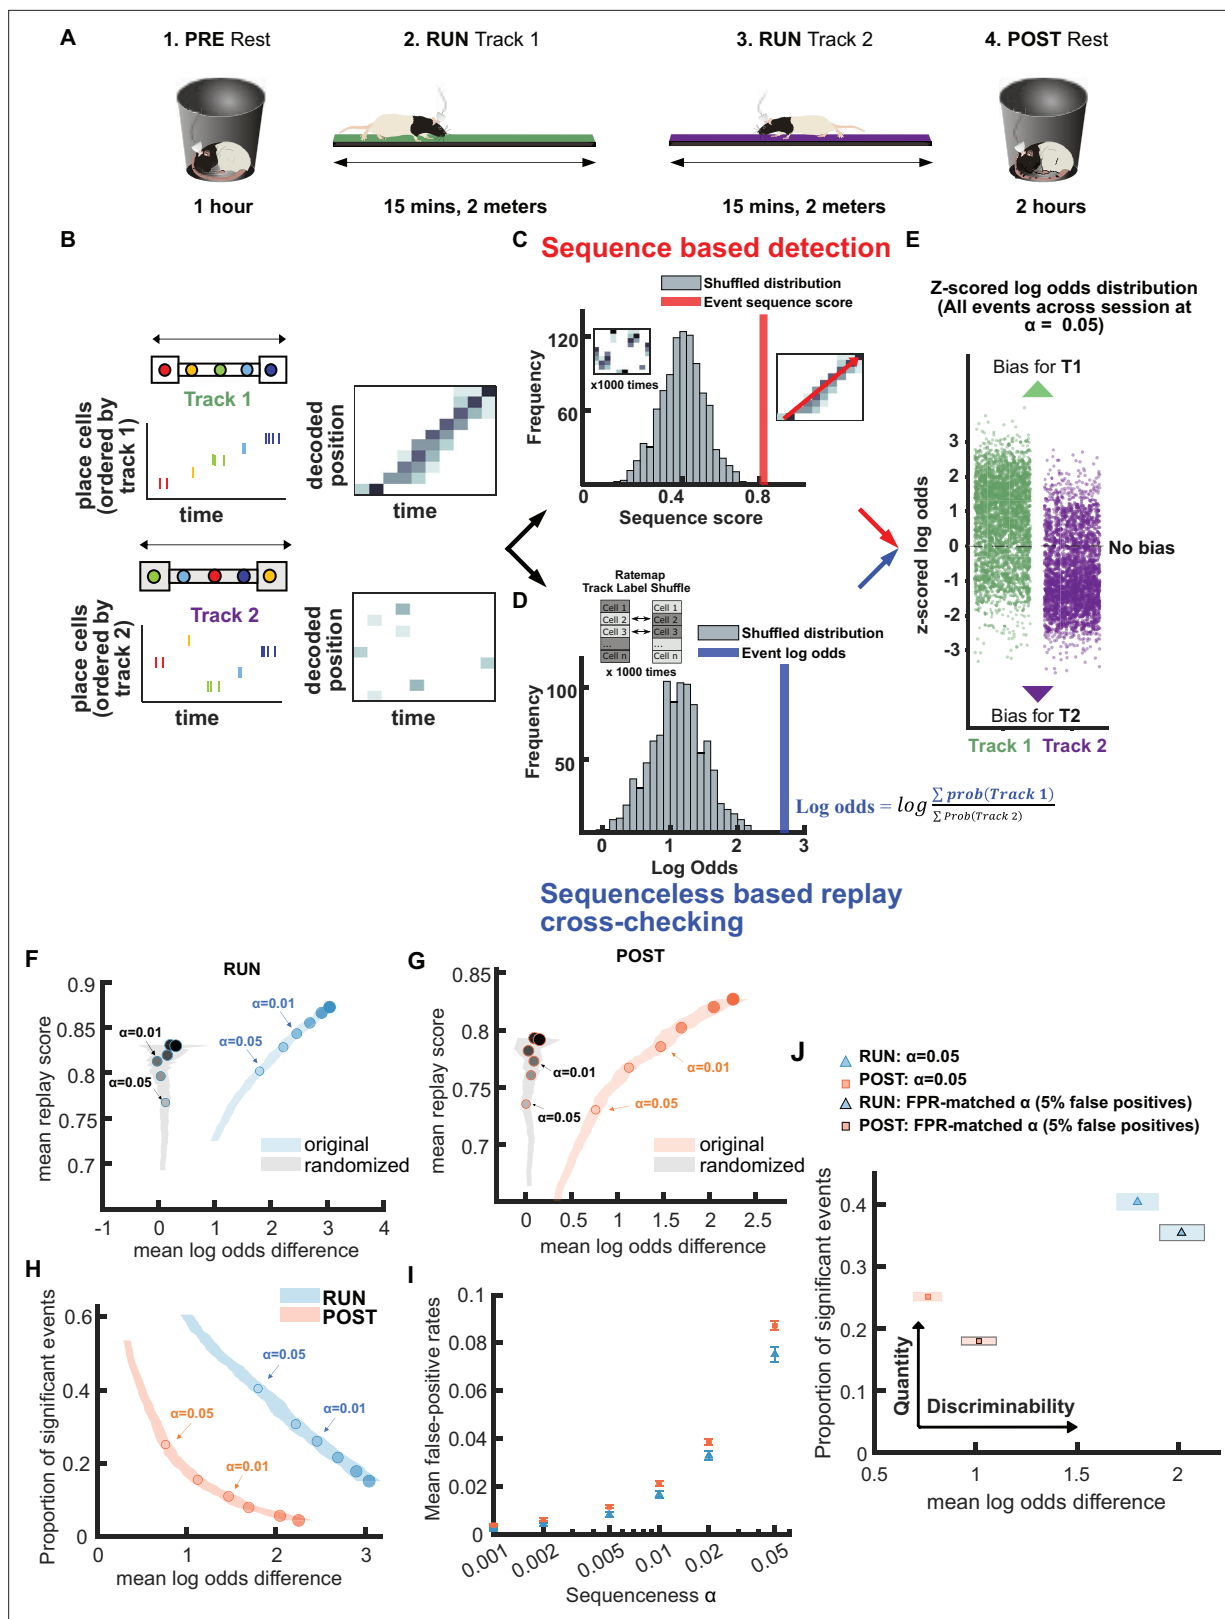 A
1. PRE Rest
2. RUN Track 1
3. RUN Track 2
4. POST Rest
1 hour
15 mins, 2 meters
15 mins, 2 meters
2 hours
B
Track 1
place cells
(ordered by
track 1)
time
decoded
position
time
Track 2
place cells
(ordered by
track 2)
time
decoded
position
time
C
Sequence based detection
Shuffled distribution
Event sequence score
x1000 times
Frequency
120
60
0
0.4
0.8
Sequence score
D
Ratemap
Track Label Shuffle
Cell 1
Cell 1
Cell 2
Cell 2
Cell 3
Cell 3
...
...
Cell n
Cell n
x 1000 times
Shuffled distribution
Event log odds
Frequency
100
50
0
1
2
3
Log Odds
Log odds = log ∑ prob(Track 1)
∑ Prob(Track 2)
Sequenceless based replay
cross-checking
E
Z-scored log odds distribution
(All events across session at
α = 0.05)
Bias for T1
z-scored log odds
3
2
1
0
-1
-2
-3
No bias
Bias for T2
Track 1
Track 2
F
RUN
mean replay score
0.9
0.85
0.8
0.75
0.7
α=0.01
α=0.05
α=0.01
α=0.05
original
randomized
-1
0
1
2
3
4
mean log odds difference
G
POST
mean replay score
0.85
0.8
0.75
0.7
α=0.01
α=0.05
α=0.01
α=0.05
original
randomized
0
0.5
1
1.5
2
2.5
mean log odds difference
H
RUN
POST
Proportion of significant events
0.6
0.4
0.2
0
α=0.05
α=0.01
α=0.05
α=0.01
0
1
2
3
mean log odds difference
I
Mean false-positive rates
0.1
0.08
0.06
0.04
0.02
0
0.001
0.002
0.005
0.01
0.02
0.05
Sequenceness α
J
RUN: α=0.05
POST: α=0.05
RUN: FPR-matched α (5% false positives)
POST: FPR-matched α (5% false positives)
Proportion of significant events
0.4
0.3
0.2
0.1
0
Quantity
Discriminability
0.5
1
1.5
2
mean log odds difference